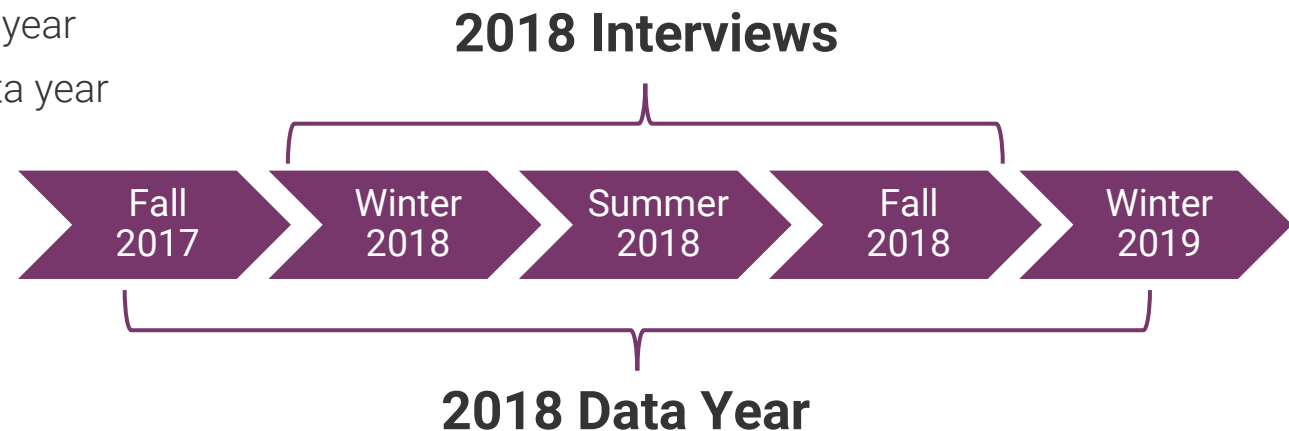 year
2018 Interviews
year
Fall
2017
Winter
2018
Summer
2018
Fall
2018
Winter
2019
2018 Data Year